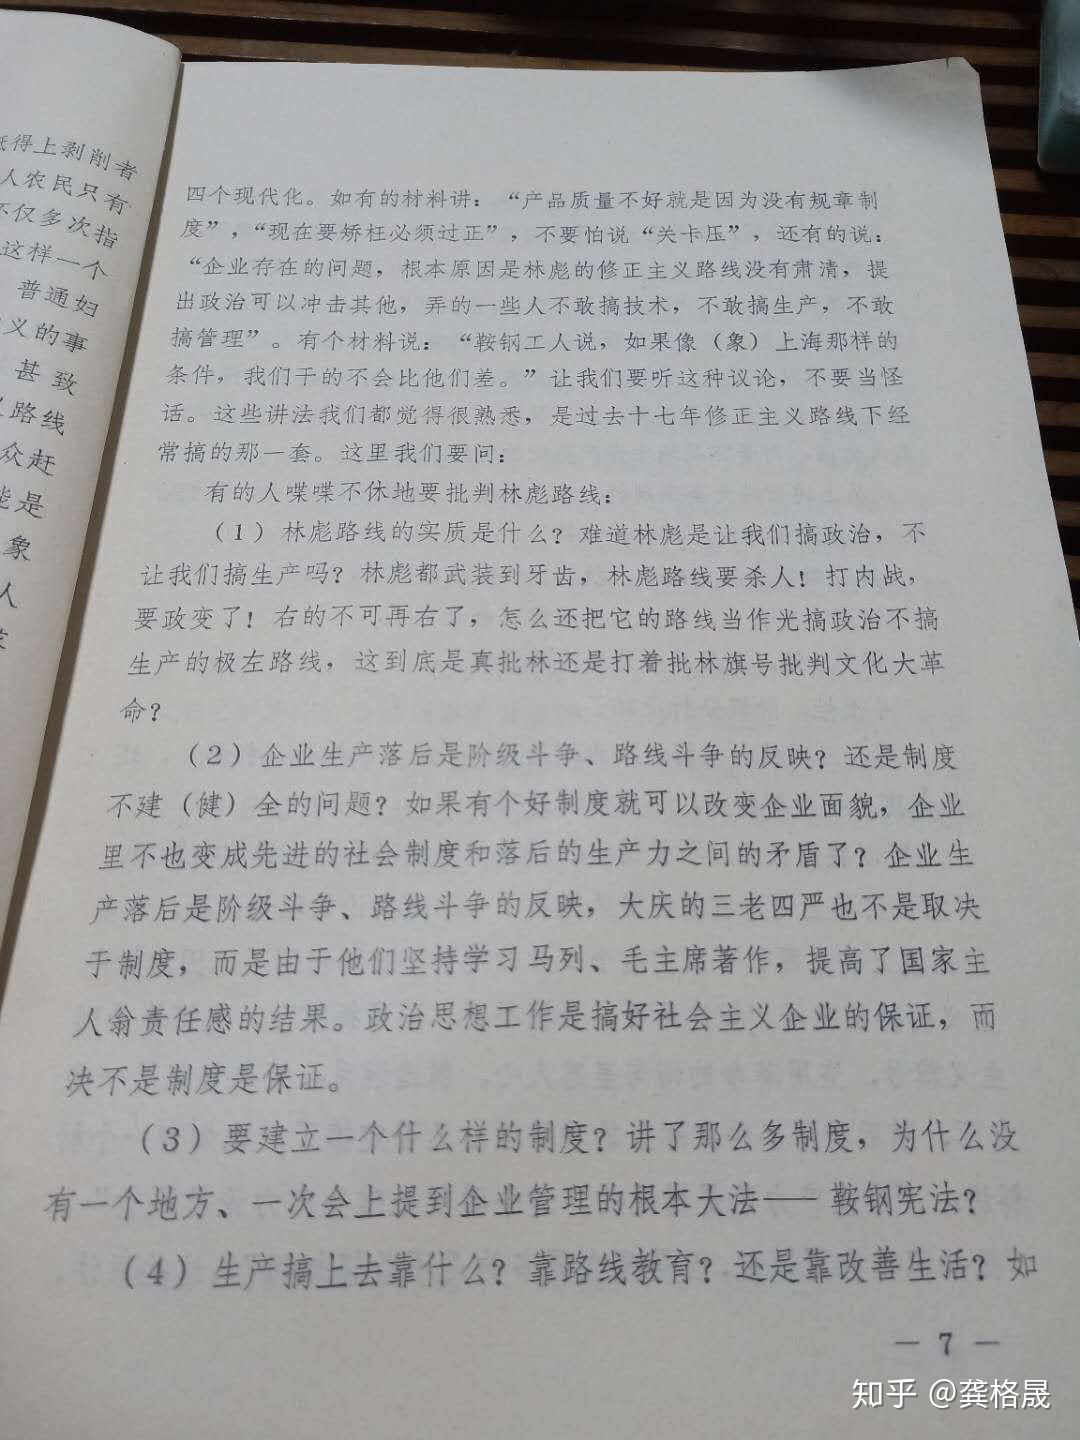 抵得上剥削者
人农民只有
不仅多次指
这样一个
普通妇
义的事
甚致
路线
众赶
能是
象
人
四个现代化。如有的材料讲：“产品质量不好就是因为没有规章制
度”，“现在要矫枉必须过正”，不要怕说“关卡压”，还有的说：
“企业存在的问题，根本原因是林彪的修正主义路线没有肃清，提
出政治可以冲击其他，弄的一些人不敢搞技术，不敢搞生产，不敢
搞管理”。有个材料说：“鞍钢工人说，如果像（象）上海那样的
条件，我们干的不会比他们差。”让我们要听这种议论，不要当怪
话。这些讲法我们都觉得很熟悉，是过去十七年修正主义路线下经
常搞的那一套。这里我们要问：
有的人喋喋不休地要批判林彪路线：
（1）林彪路线的实质是什么？难道林彪是让我们搞政治，不
让我们搞生产吗？林彪都武装到牙齿，林彪路线要杀人！打内战，
要政变了！右的不可再右了，怎么还把它的路线当作光搞政治不搞
生产的极左路线，这到底是真批林还是打着批林旗号批判文化大革
命？
（2）企业生产落后是阶级斗争、路线斗争的反映？还是制度
不建（健）全的问题？如果有个好制度就可以改变企业面貌，企业
里不也变成先进的社会制度和落后的生产力之间的矛盾了？企业生
产落后是阶级斗争、路线斗争的反映，大庆的三老四严也不是取决
于制度，而是由于他们坚持学习马列、毛主席著作，提高了国家主
人翁责任感的结果。政治思想工作是搞好社会主义企业的保证，而
决不是制度是保证。
（3）要建立一个什么样的制度？讲了那么多制度，为什么没
有一个地方、一次会上提到企业管理的根本大法——鞍钢宪法？
（4）生产搞上去靠什么？靠路线教育？还是靠改善生活？如
— 7 —
知乎 @龚格晟